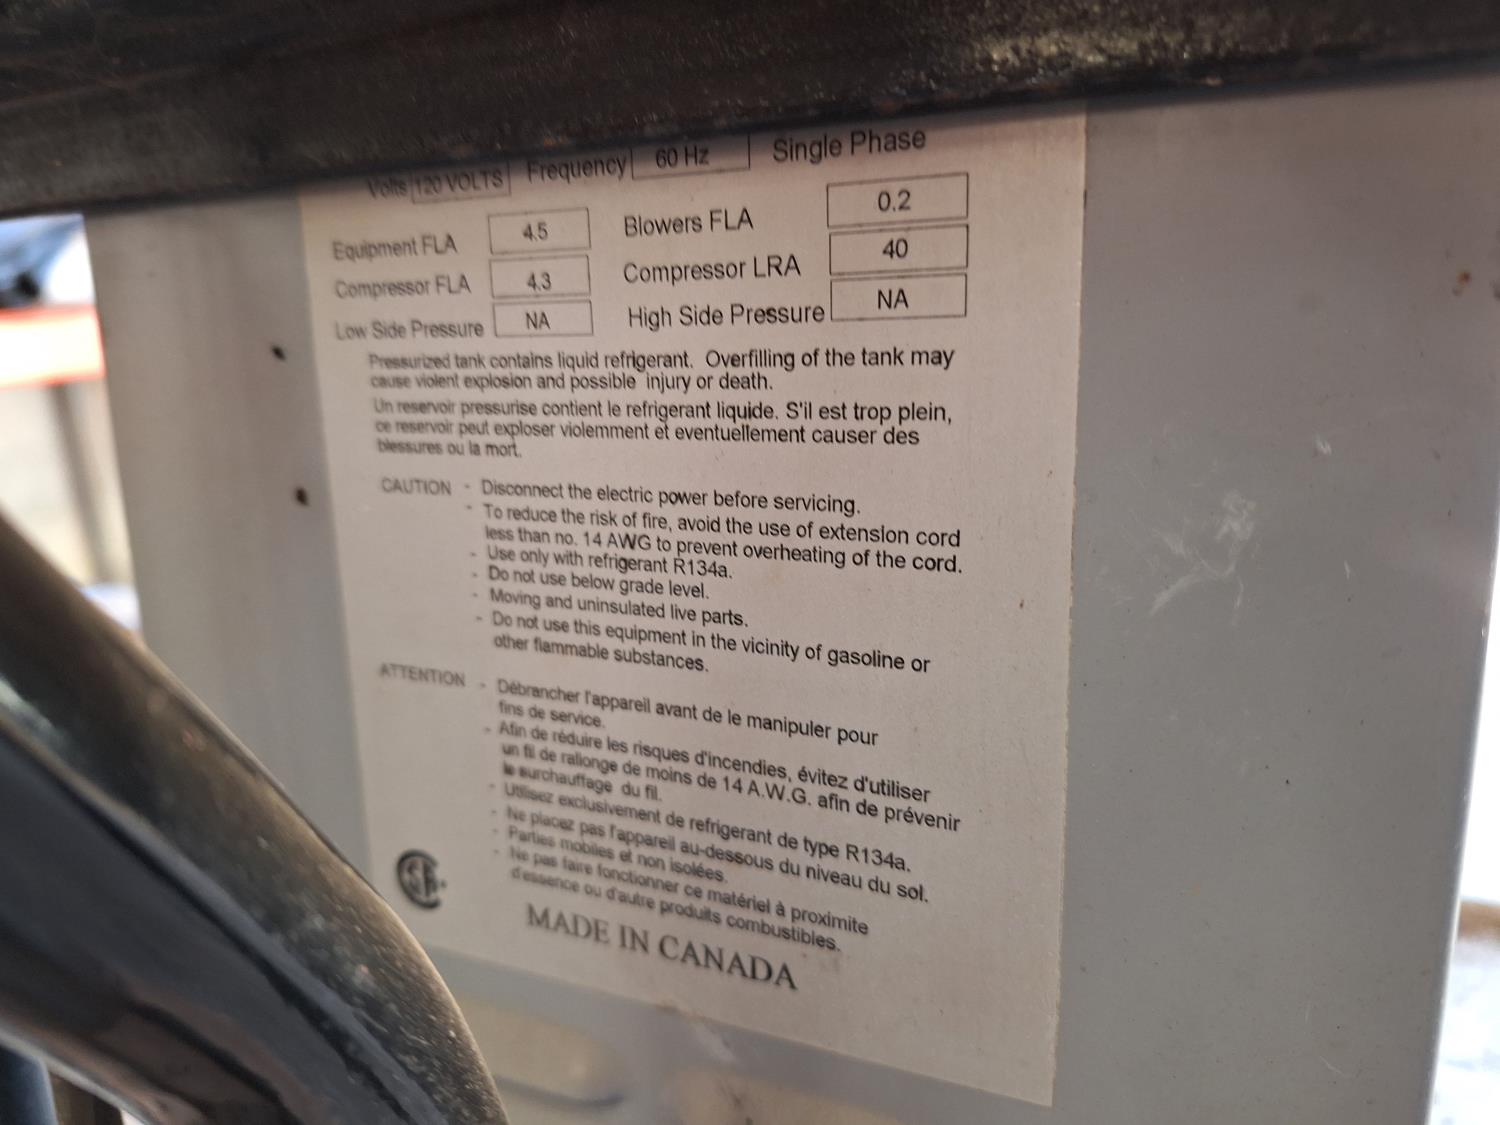 Volts 120 VOLTS Frequency 60 Hz Single Phase
Equipment FLA 4.5 Blowers FLA 0.2
Compressor FLA 4.3 Compressor LRA 40
Low Side Pressure NA High Side Pressure NA
Pressurized tank contains liquid refrigerant. Overfilling of the tank may
cause violent explosion and possible injury or death.
Un reservoir pressurise contient le refrigerant liquide. S'il est trop plein,
ce reservoir peut exploser violemment et eventuellement causer des
blessures ou la mort.
CAUTION - Disconnect the electric power before servicing.
- To reduce the risk of fire, avoid the use of extension cord
less than no. 14 AWG to prevent overheating of the cord.
- Use only with refrigerant R134a.
- Do not use below grade level.
- Moving and uninsulated live parts.
- Do not use this equipment in the vicinity of gasoline or
other flammable substances.
ATTENTION - Débrancher l'appareil avant de le manipuler pour
fins de service.
- Afin de réduire les risques d'incendies, évitez d'utiliser
un fil de rallonge de moins de 14 A.W.G. afin de prévenir
le surchauffage du fil.
- Utilisez exclusivement de refrigerant de type R134a.
- Ne placez pas l'appareil au-dessous du niveau du sol.
- Parties mobiles et non isolées.
- Ne pas faire fonctionner ce matériel à proximite
d'essence ou d'autre produits combustibles.
MADE IN CANADA